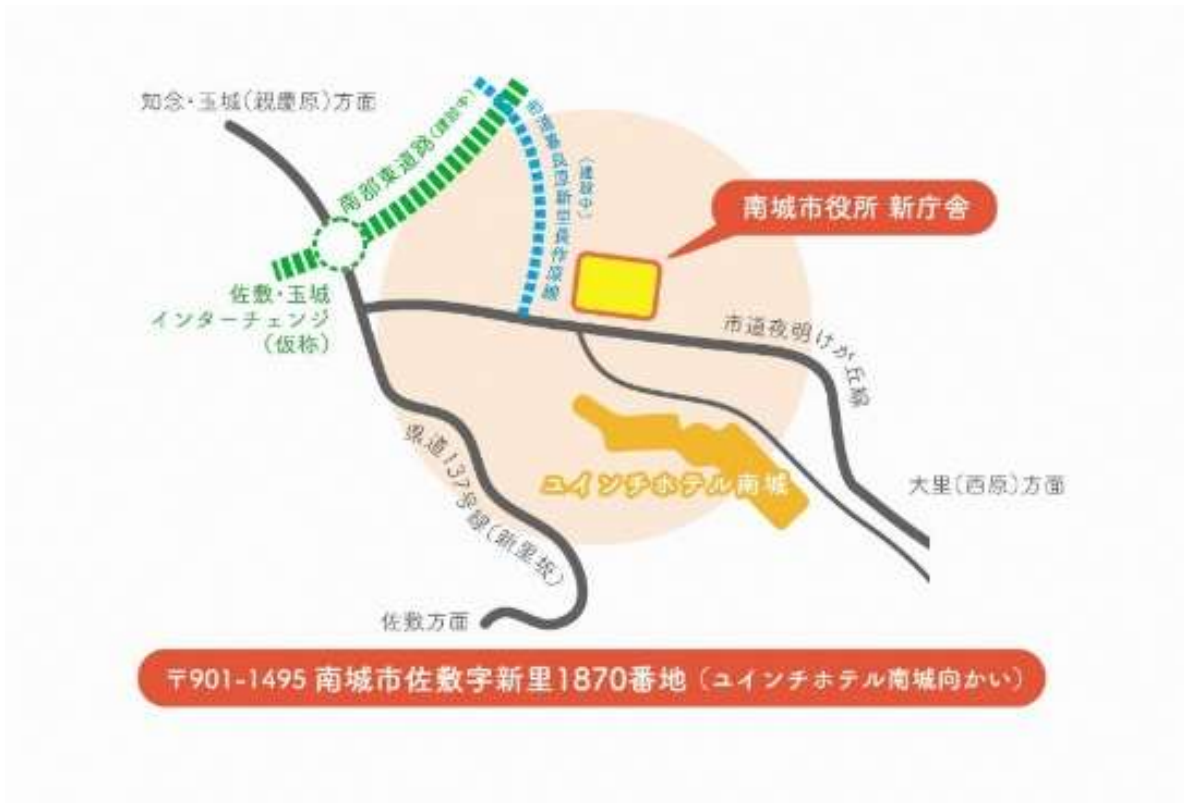 知念・玉城(親慶原)方面
南部東道路(建設中)
(建設中)
南城市役所 新庁舎
佐敷・玉城
インターチェンジ
(仮称)
市道夜明けが丘線
県道137号線(新里坂)
ユインチホテル南城
大里(西原)方面
佐敷方面
〒901-1495 南城市佐敷字新里1870番地(ユインチホテル南城向かい)